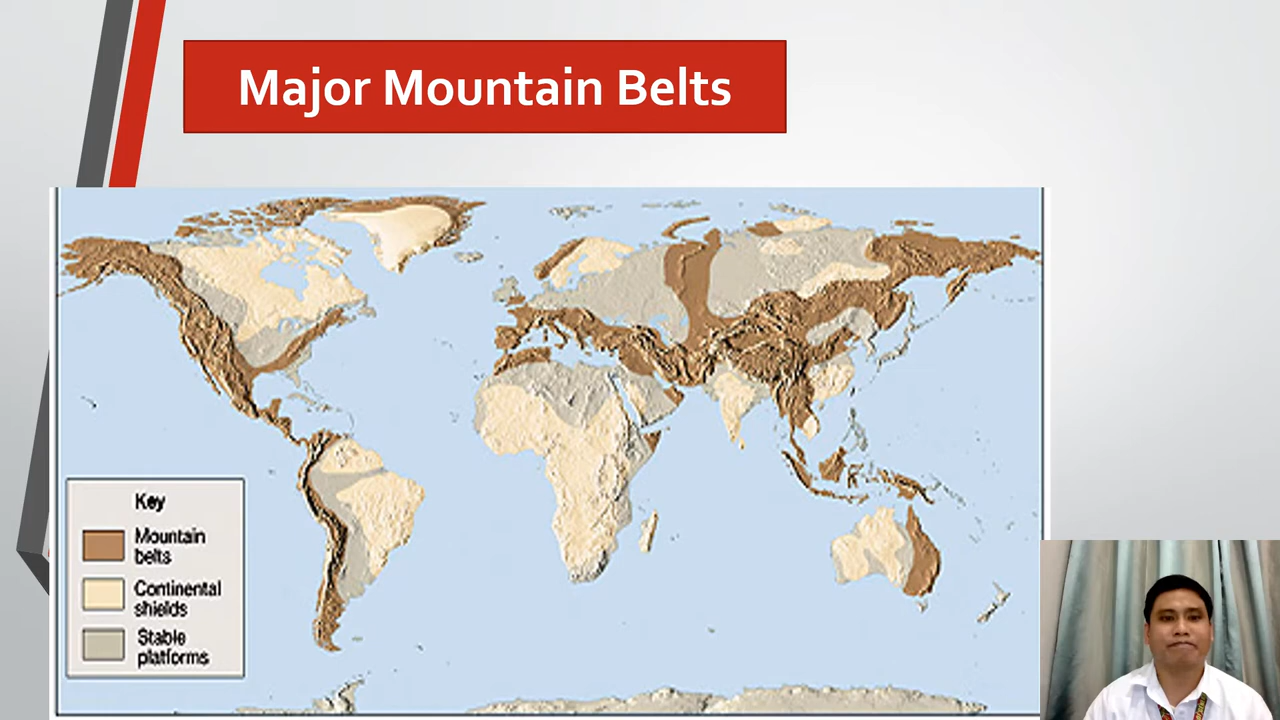 Major Mountain Belts
Key
Mountain
belts
Continental
shields
Stable
platforms